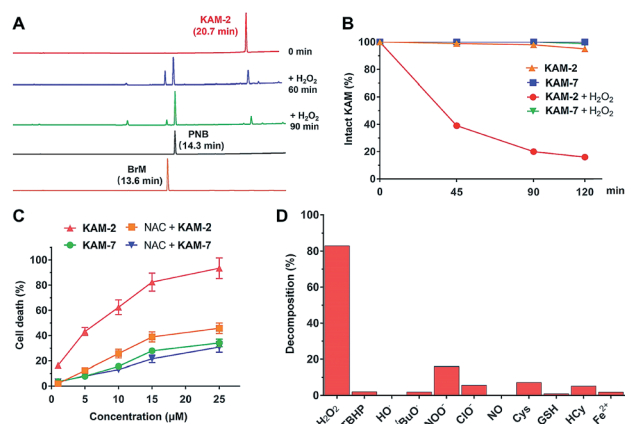 A
KAM-2
(20.7 min)
0 min
+ H₂O₂
60 min
+ H₂O₂
90 min
PNB
(14.3 min)
BrM
(13.6 min)
B
Intact KAM (%)
100
80
60
40
20
0
0 45 90 120 min
KAM-2
KAM-7
KAM-2 + H₂O₂
KAM-7 + H₂O₂
C
KAM-2 NAC + KAM-2
KAM-7 NAC + KAM-7
Cell death (%)
100
80
60
40
20
0
0 5 10 15 20 25
Concentration (μM)
D
Decomposition (%)
100
80
60
40
20
0
H₂O₂ TBHP HO· ᵗBuO· ONOO⁻ ClO⁻ NO Cys GSH HCy Fe²⁺